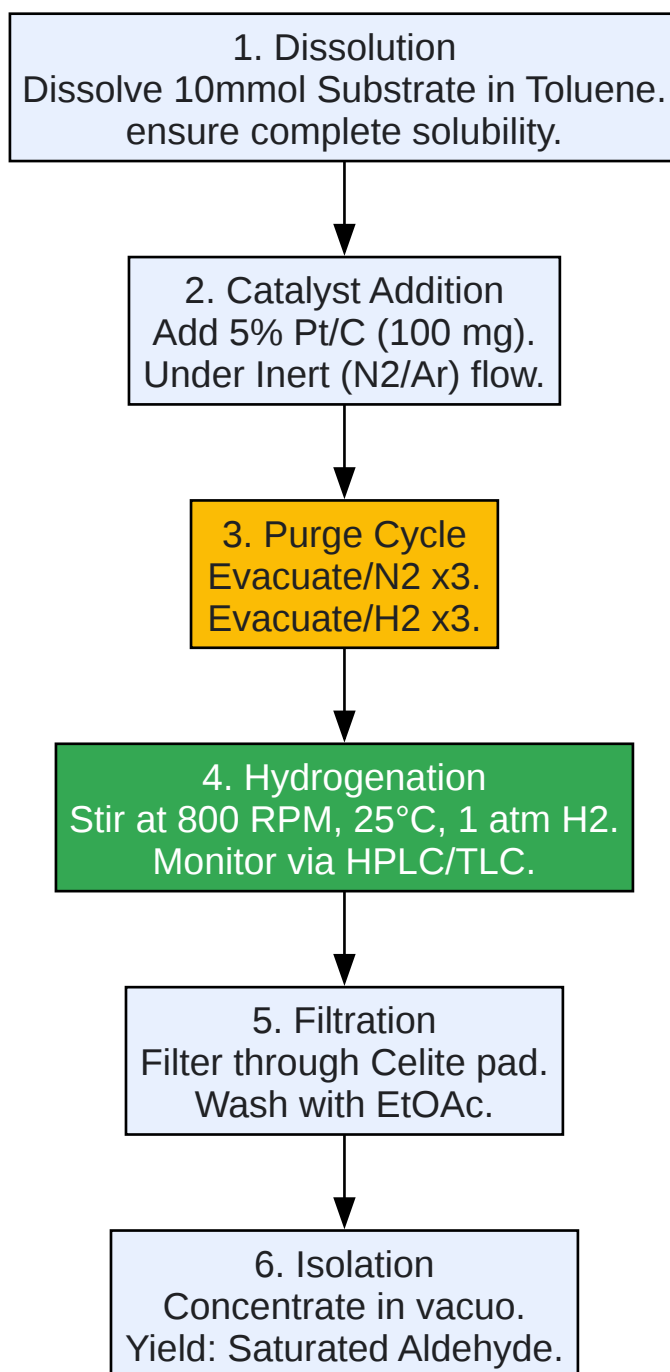 1. Dissolution
Dissolve 10mmol Substrate in Toluene.
ensure complete solubility.
2. Catalyst Addition
Add 5% Pt/C (100 mg).
Under Inert (N2/Ar) flow.
3. Purge Cycle
Evacuate/N2 x3.
Evacuate/H2 x3.
4. Hydrogenation
Stir at 800 RPM, 25°C, 1 atm H2.
Monitor via HPLC/TLC.
5. Filtration
Filter through Celite pad.
Wash with EtOAc.
6. Isolation
Concentrate in vacuo.
Yield: Saturated Aldehyde.